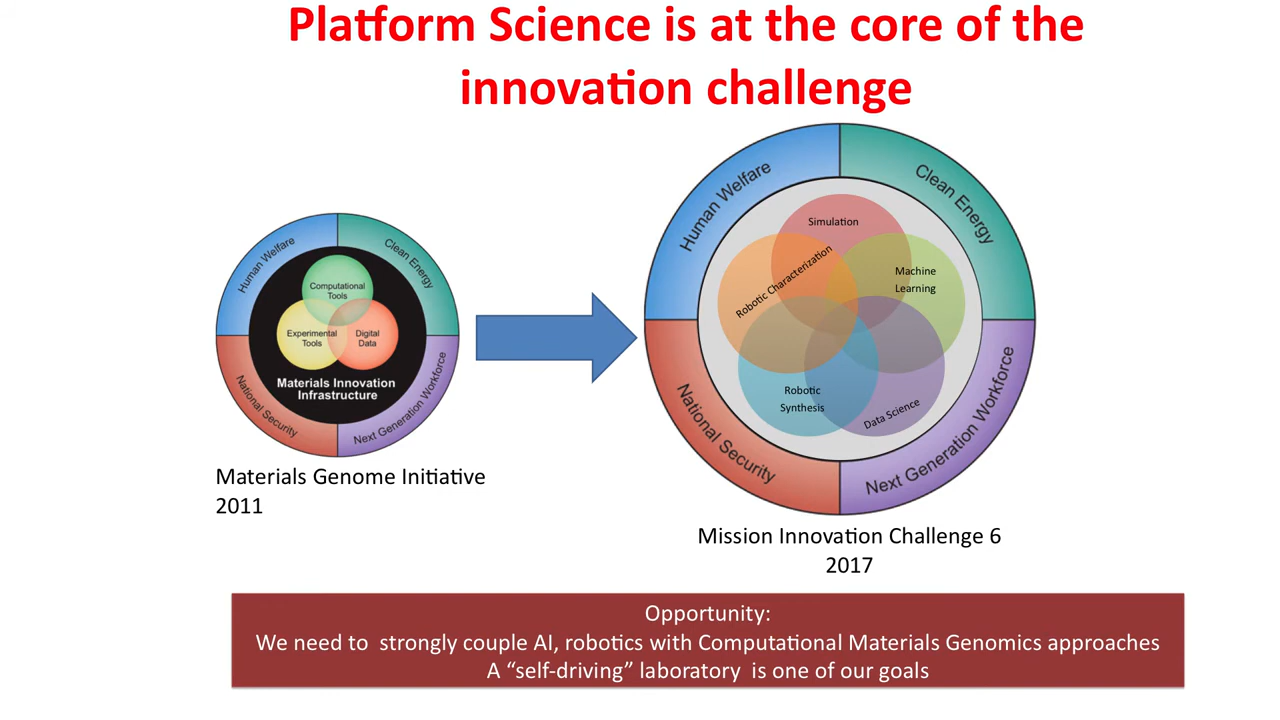 Platform Science is at the core of the
innovation challenge
Human Welfare
Clean Energy
Computational
Tools
Experimental
Tools
Digital
Data
Materials Innovation
Infrastructure
National Security
Next Generation Workforce
Materials Genome Initiative
2011
Human Welfare
Clean Energy
Simulation
Robotic Characterization
Machine
Learning
Robotic
Synthesis
Data Science
National Security
Next Generation Workforce
Mission Innovation Challenge 6
2017
Opportunity:
We need to  strongly couple AI, robotics with Computational Materials Genomics approaches
A “self-driving” laboratory  is one of our goals